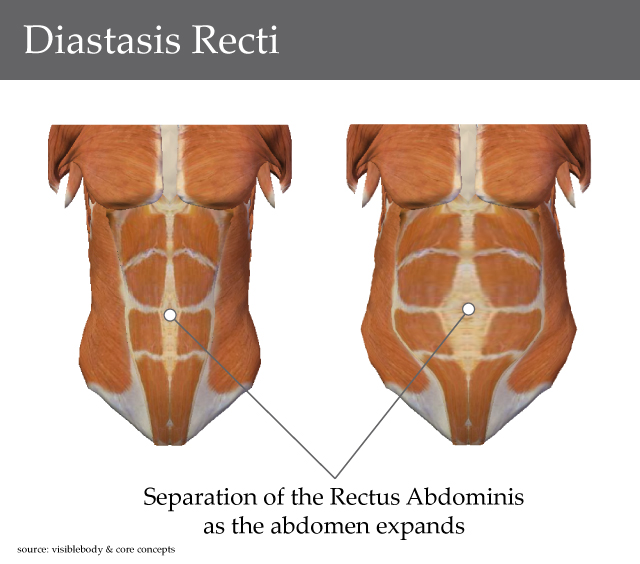 Diastasis Recti
Separation of the Rectus Abdominis
as the abdomen expands
source: visiblebody & core concepts